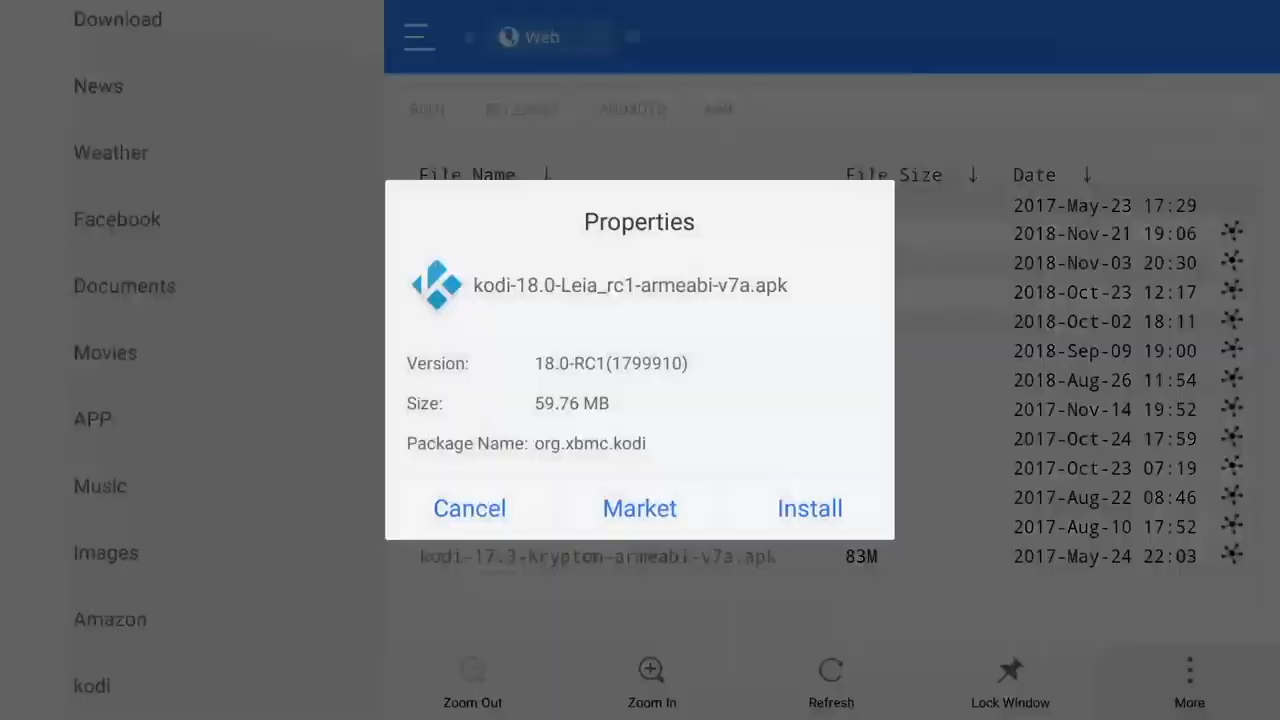 Download
News
Weather
Facebook
Documents
Movies
APP
Music
Images
Amazon
kodi
Web
ROOT RELEASES ANDROID ARM
File Name ↓ File Size ↓ Date ↓
2017-May-23 17:29
2018-Nov-21 19:06
2018-Nov-03 20:30
2018-Oct-23 12:17
2018-Oct-02 18:11
2018-Sep-09 19:00
2018-Aug-26 11:54
2017-Nov-14 19:52
2017-Oct-24 17:59
2017-Oct-23 07:19
2017-Aug-22 08:46
2017-Aug-10 17:52
kodi-17.3-Krypton-armeabi-v7a.apk 83M 2017-May-24 22:03
Properties
kodi-18.0-Leia_rc1-armeabi-v7a.apk
Version: 18.0-RC1(1799910)
Size: 59.76 MB
Package Name: org.xbmc.kodi
Cancel Market Install
Zoom Out Zoom In Refresh Lock Window More